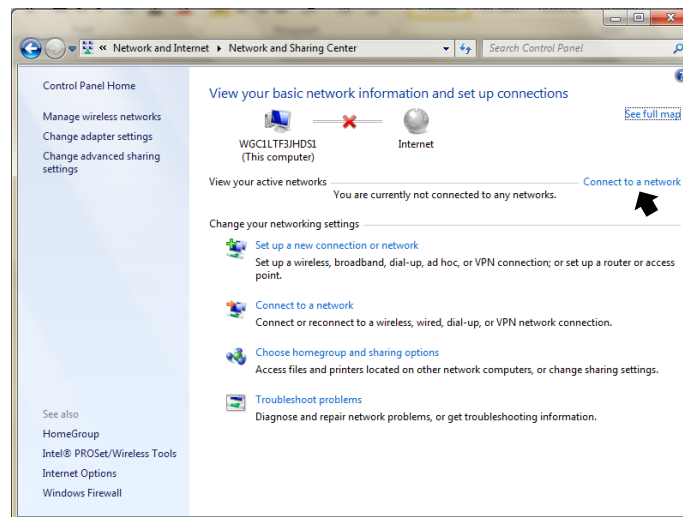 « Network and Internet ▸ Network and Sharing Center
Search Control Panel
Control Panel Home
Manage wireless networks
Change adapter settings
Change advanced sharing
settings
See also
HomeGroup
Intel® PROSet/Wireless Tools
Internet Options
Windows Firewall
View your basic network information and set up connections
See full map
WGC1LTF3JHDS1
(This computer)
Internet
View your active networks
Connect to a network
You are currently not connected to any networks.
Change your networking settings
Set up a new connection or network
Set up a wireless, broadband, dial-up, ad hoc, or VPN connection; or set up a router or access
point.
Connect to a network
Connect or reconnect to a wireless, wired, dial-up, or VPN network connection.
Choose homegroup and sharing options
Access files and printers located on other network computers, or change sharing settings.
Troubleshoot problems
Diagnose and repair network problems, or get troubleshooting information.